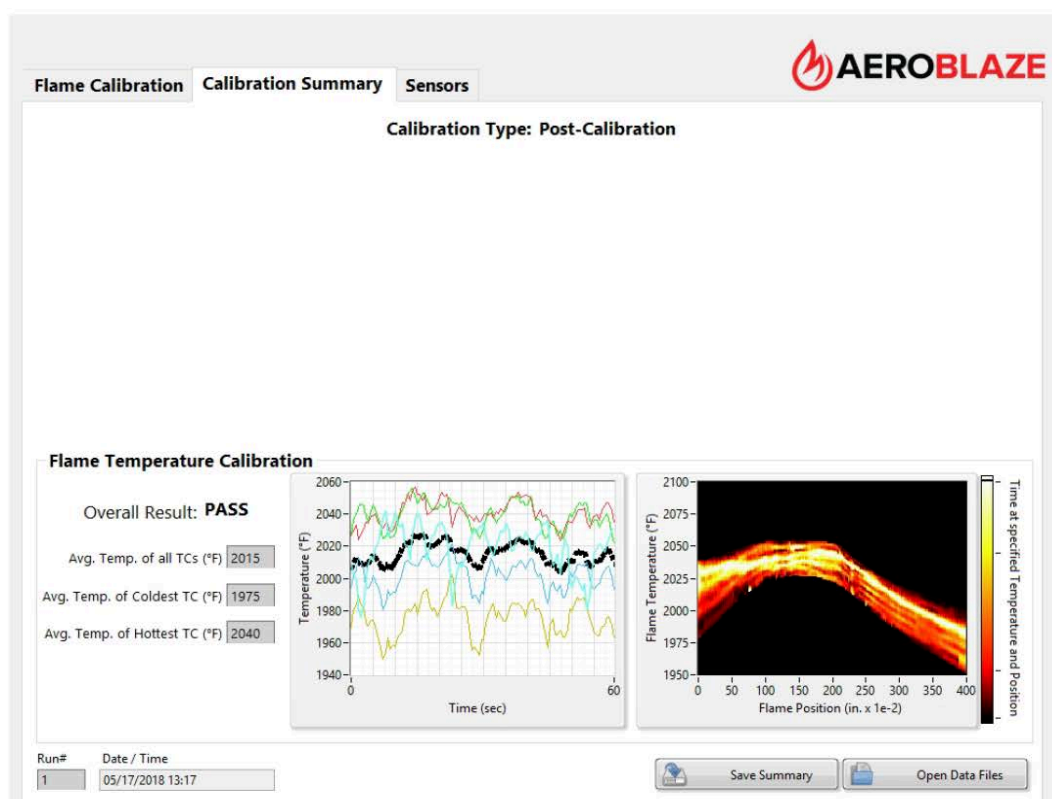 AEROBLAZE
Flame Calibration Calibration Summary Sensors
Calibration Type: Post-Calibration
Flame Temperature Calibration
Overall Result: PASS
Avg. Temp. of all TCs (°F) 2015
Avg. Temp. of Coldest TC (°F) 1975
Avg. Temp. of Hottest TC (°F) 2040
Temperature (°F)
2060
2040
2020
2000
1980
1960
1940
0 60
Time (sec)
Flame Temperature (°F)
2100
2075
2050
2025
2000
1975
1950
0 50 100 150 200 250 300 350 400
Flame Position (in. x 1e-2)
Time at specified Temperature and Position
Run# Date / Time
1 05/17/2018 13:17
Save Summary Open Data Files